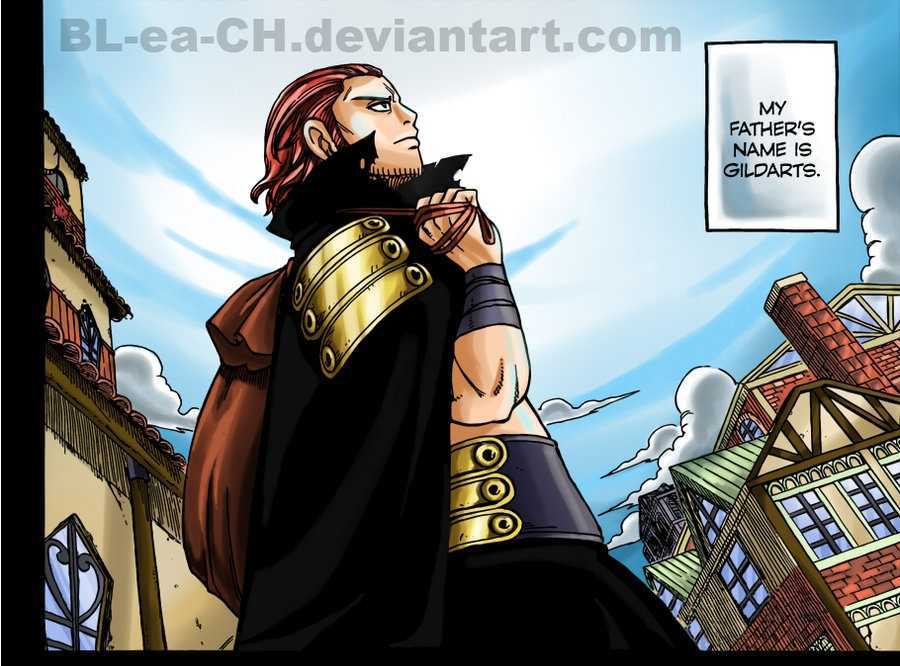 BL-ea-CH.deviantart.com
MY
FATHER'S
NAME IS
GILDARTS.